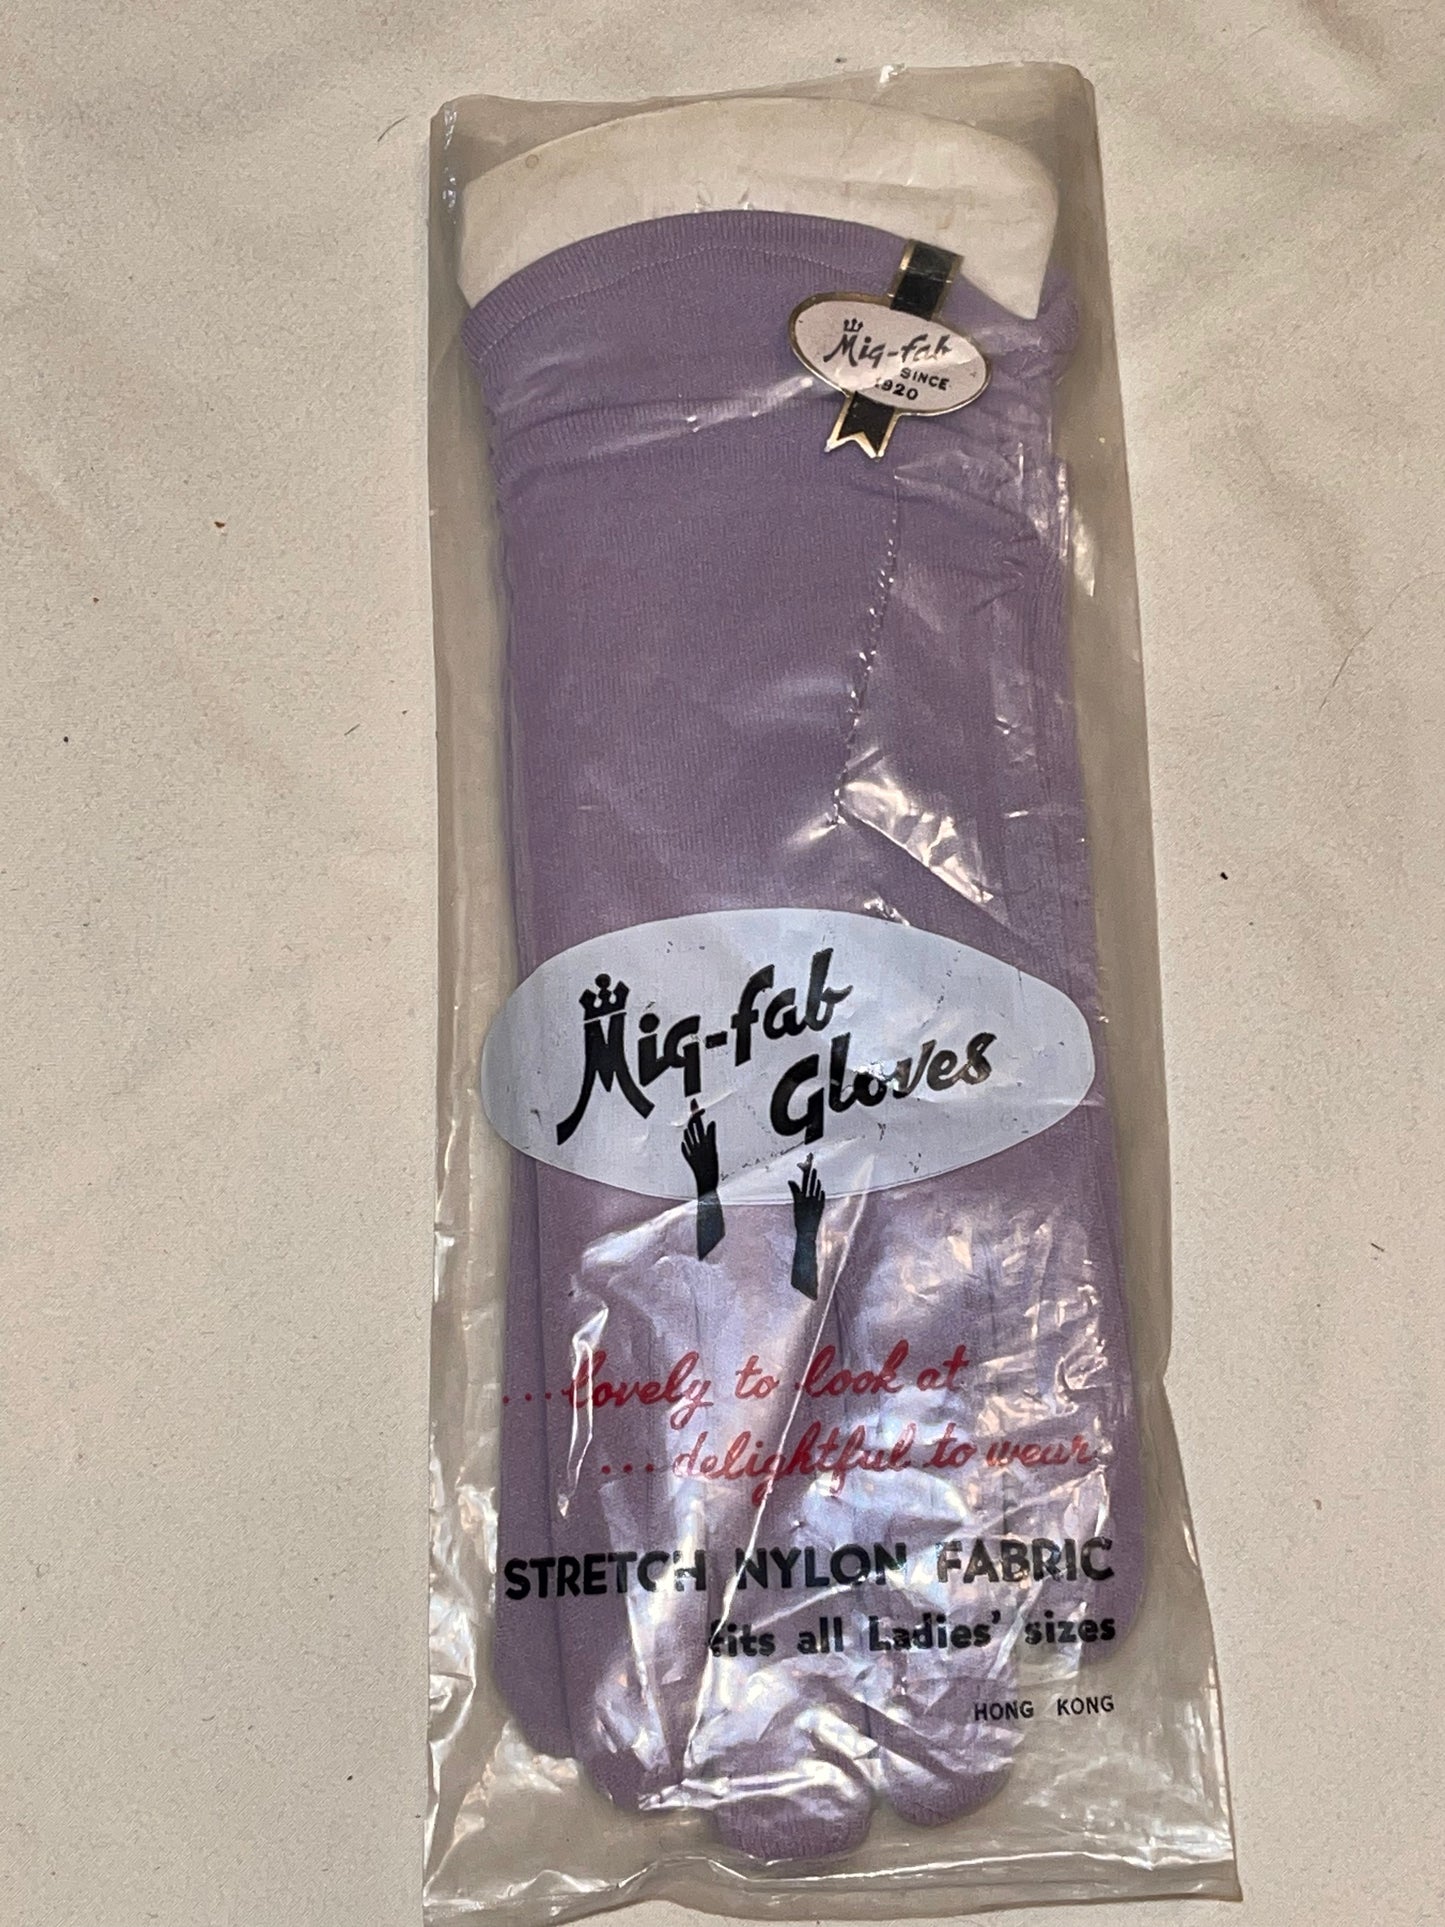 Mig-fab
SINCE
1920
Mig-fab
Gloves
...lovely to look at
...delightful to wear
STRETCH NYLON FABRIC
fits all Ladies' sizes
HONG KONG